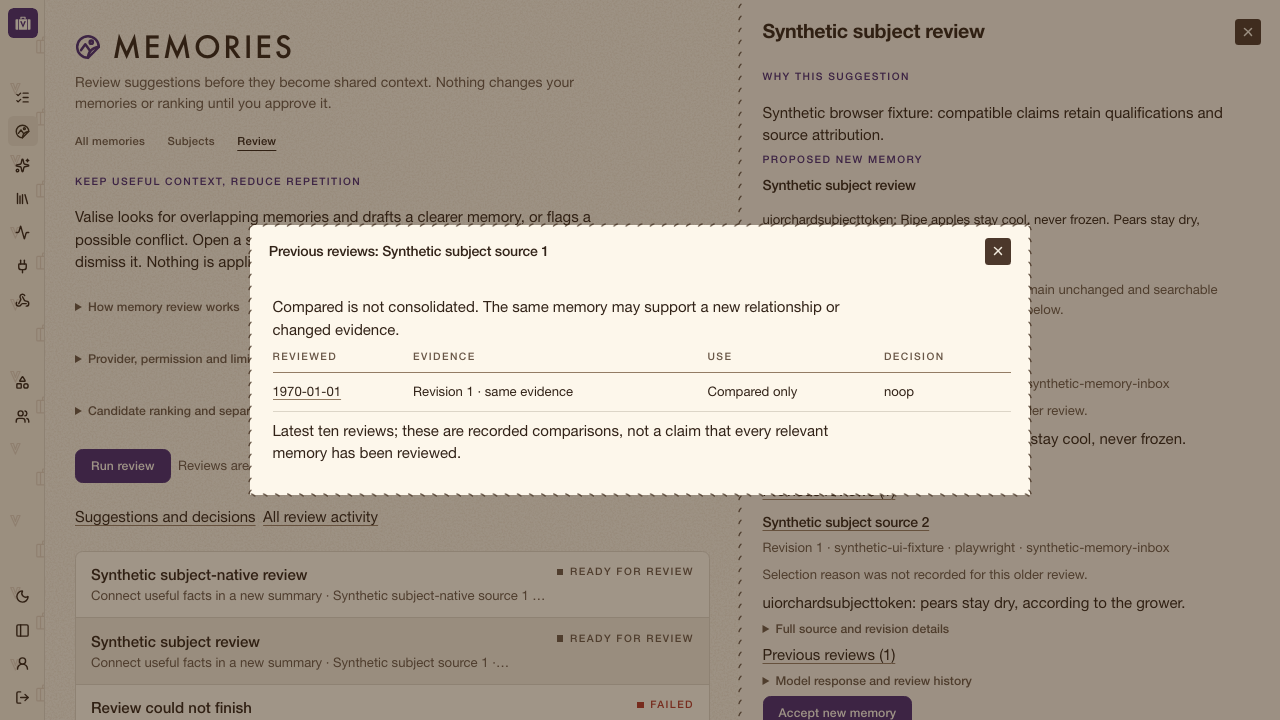 MEMORIES
Review suggestions before they become shared context. Nothing changes your
memories or ranking until you approve it.
All memories Subjects Review
KEEP USEFUL CONTEXT, REDUCE REPETITION
Valise looks for overlapping memories and drafts a clearer memory, or flags a
possible conflict. Open a
dismiss it. Nothing is
How memory review works
Provider, permission and
Candidate ranking and
Run review Reviews are
Suggestions and decisions All review activity
Synthetic subject-native review READY FOR REVIEW
Connect useful facts in a new summary · Synthetic subject-native source 1 …
Synthetic subject review READY FOR REVIEW
Connect useful facts in a new summary · Synthetic subject source 1 ·…
Review could not finish FAILED
Previous reviews: Synthetic subject source 1
Compared is not consolidated. The same memory may support a new relationship or
changed evidence.
REVIEWED EVIDENCE USE DECISION
1970-01-01 Revision 1 · same evidence Compared only noop
Latest ten reviews; these are recorded comparisons, not a claim that every relevant
memory has been reviewed.
Synthetic subject review
WHY THIS SUGGESTION
Synthetic browser fixture: compatible claims retain qualifications and
source attribution.
PROPOSED NEW MEMORY
Synthetic subject review
uiorchardsubjecttoken: Ripe apples stay cool, never frozen. Pears stay dry,
unchanged and searchable
below.
synthetic-memory-inbox
review.
stay cool, never frozen.
Synthetic subject source 2
Revision 1 · synthetic-ui-fixture · playwright · synthetic-memory-inbox
Selection reason was not recorded for this older review.
uiorchardsubjecttoken: pears stay dry, according to the grower.
Full source and revision details
Previous reviews (1)
Model response and review history
Accept new memory